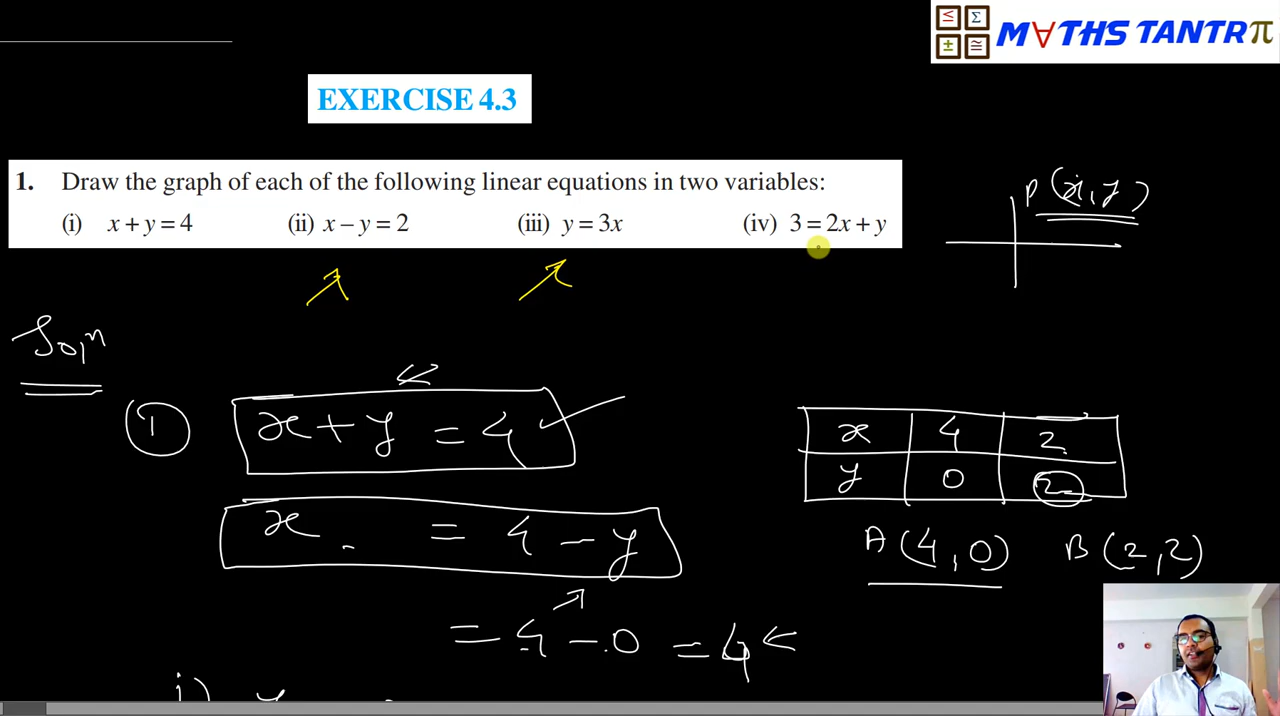 ≤ Σ ± ≅ M∀THS TANTRπ
EXERCISE 4.3
1. Draw the graph of each of the following linear equations in two variables:
(i) x + y = 4 (ii) x – y = 2 (iii) y = 3x (iv) 3 = 2x + y
P(x, y)
Soln
① x + y = 4
x = 4 - y
= 4 - 0 = 4
x 4 2
y 0 2
A(4, 0) B(2, 2)